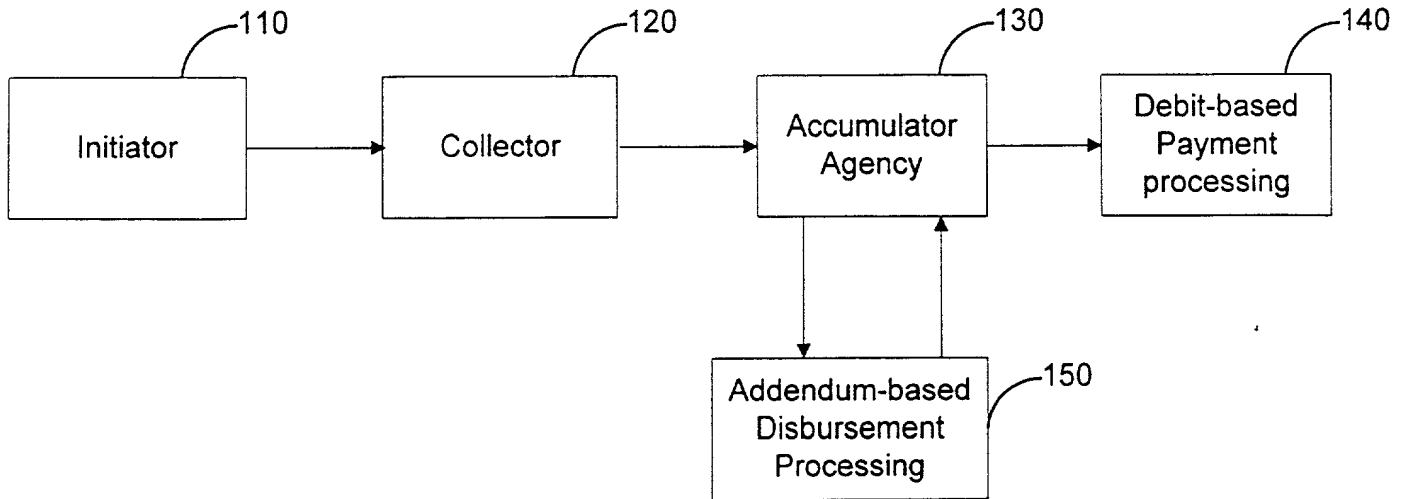 110
120
130
140
Initiator
Collector
Accumulator
Agency
Debit-based
Payment
processing
150
Addendum-based
Disbursement
Processing